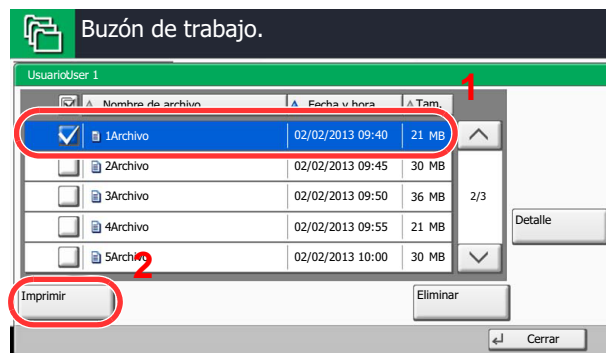 Buzón de trabajo.
UsuarioUser 1
1
Nombre de archivo Fecha y hora Tam.
1Archivo 02/02/2013 09:40 21 MB
2Archivo 02/02/2013 09:45 30 MB
3Archivo 02/02/2013 09:50 36 MB 2/3
Detalle
4Archivo 02/02/2013 09:55 21 MB
5Archivo 02/02/2013 10:00 30 MB
2
Imprimir Eliminar
Cerrar